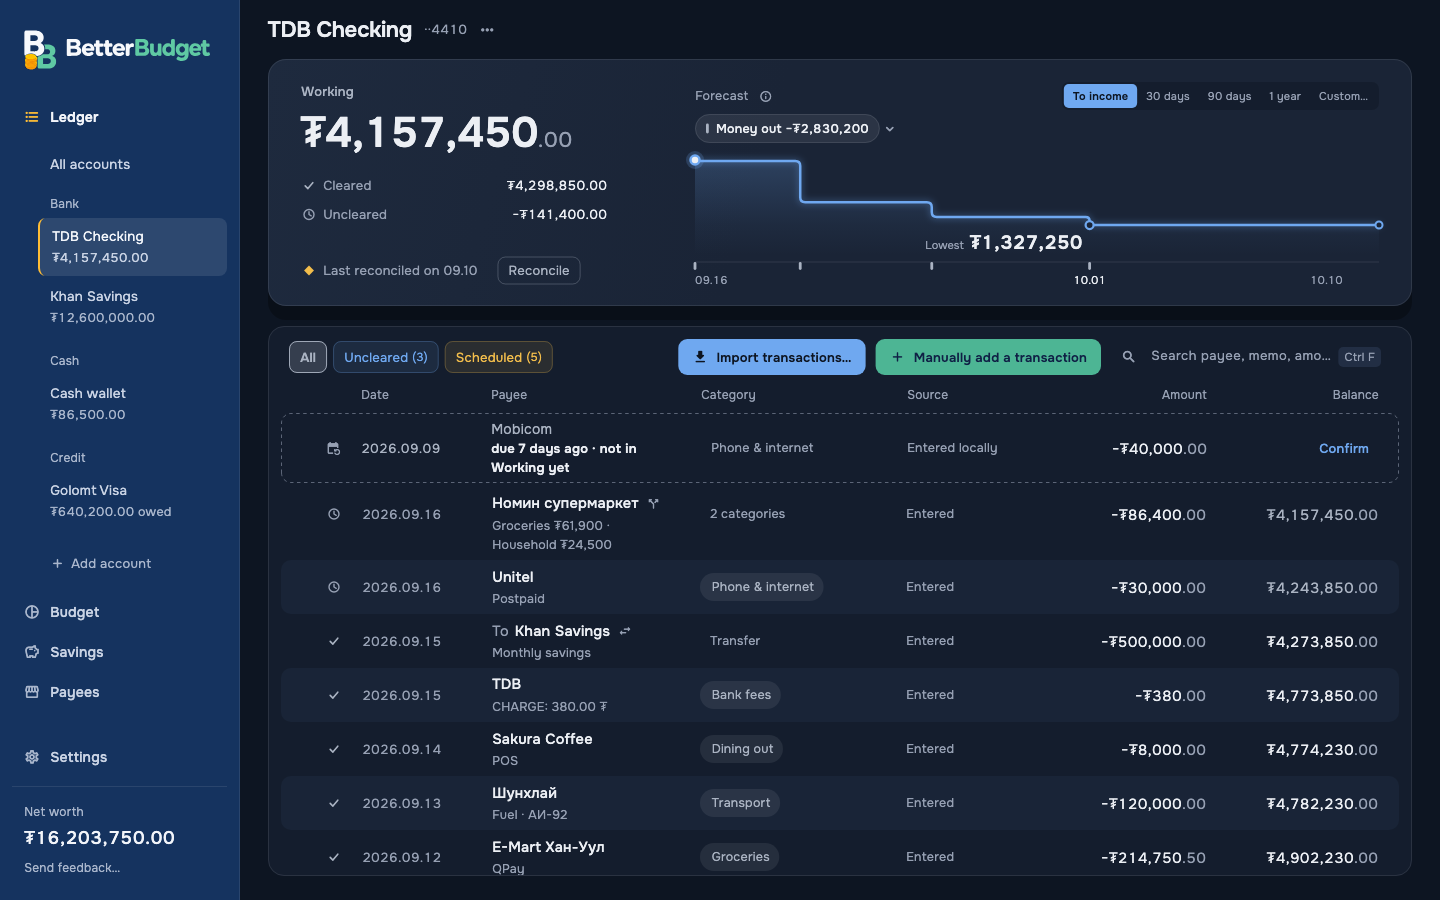 BetterBudget
Ledger
All accounts
Bank
TDB Checking
₮4,157,450.00
Khan Savings
₮12,600,000.00
Cash
Cash wallet
₮86,500.00
Credit
Golomt Visa
₮640,200.00 owed
+ Add account
Budget
Savings
Payees
Settings
Net worth
₮16,203,750.00
Send feedback...
TDB Checking ··4410 •••
Working
₮4,157,450.00
Cleared ₮4,298,850.00
Uncleared -₮141,400.00
Last reconciled on 09.10 Reconcile
Forecast
To income 30 days 90 days 1 year Custom...
Money out -₮2,830,200
Lowest ₮1,327,250
09.16 10.01 10.10
All Uncleared (3) Scheduled (5) Import transactions... + Manually add a transaction Search payee, memo, amo... Ctrl F
Date Payee Category Source Amount Balance
Mobicom
2026.09.09 due 7 days ago · not in Phone & internet Entered locally -₮40,000.00 Confirm
Working yet
Номин супермаркет
2026.09.16 Groceries ₮61,900 · 2 categories Entered -₮86,400.00 ₮4,157,450.00
Household ₮24,500
Unitel
2026.09.16 Phone & internet Entered -₮30,000.00 ₮4,243,850.00
Postpaid
To Khan Savings
2026.09.15 Transfer Entered -₮500,000.00 ₮4,273,850.00
Monthly savings
TDB
2026.09.15 Bank fees Entered -₮380.00 ₮4,773,850.00
CHARGE: 380.00 ₮
Sakura Coffee
2026.09.14 Dining out Entered -₮8,000.00 ₮4,774,230.00
POS
Шунхлай
2026.09.13 Transport Entered -₮120,000.00 ₮4,782,230.00
Fuel · АИ-92
E-Mart Хан-Уул
2026.09.12 Groceries Entered -₮214,750.50 ₮4,902,230.00
QPay